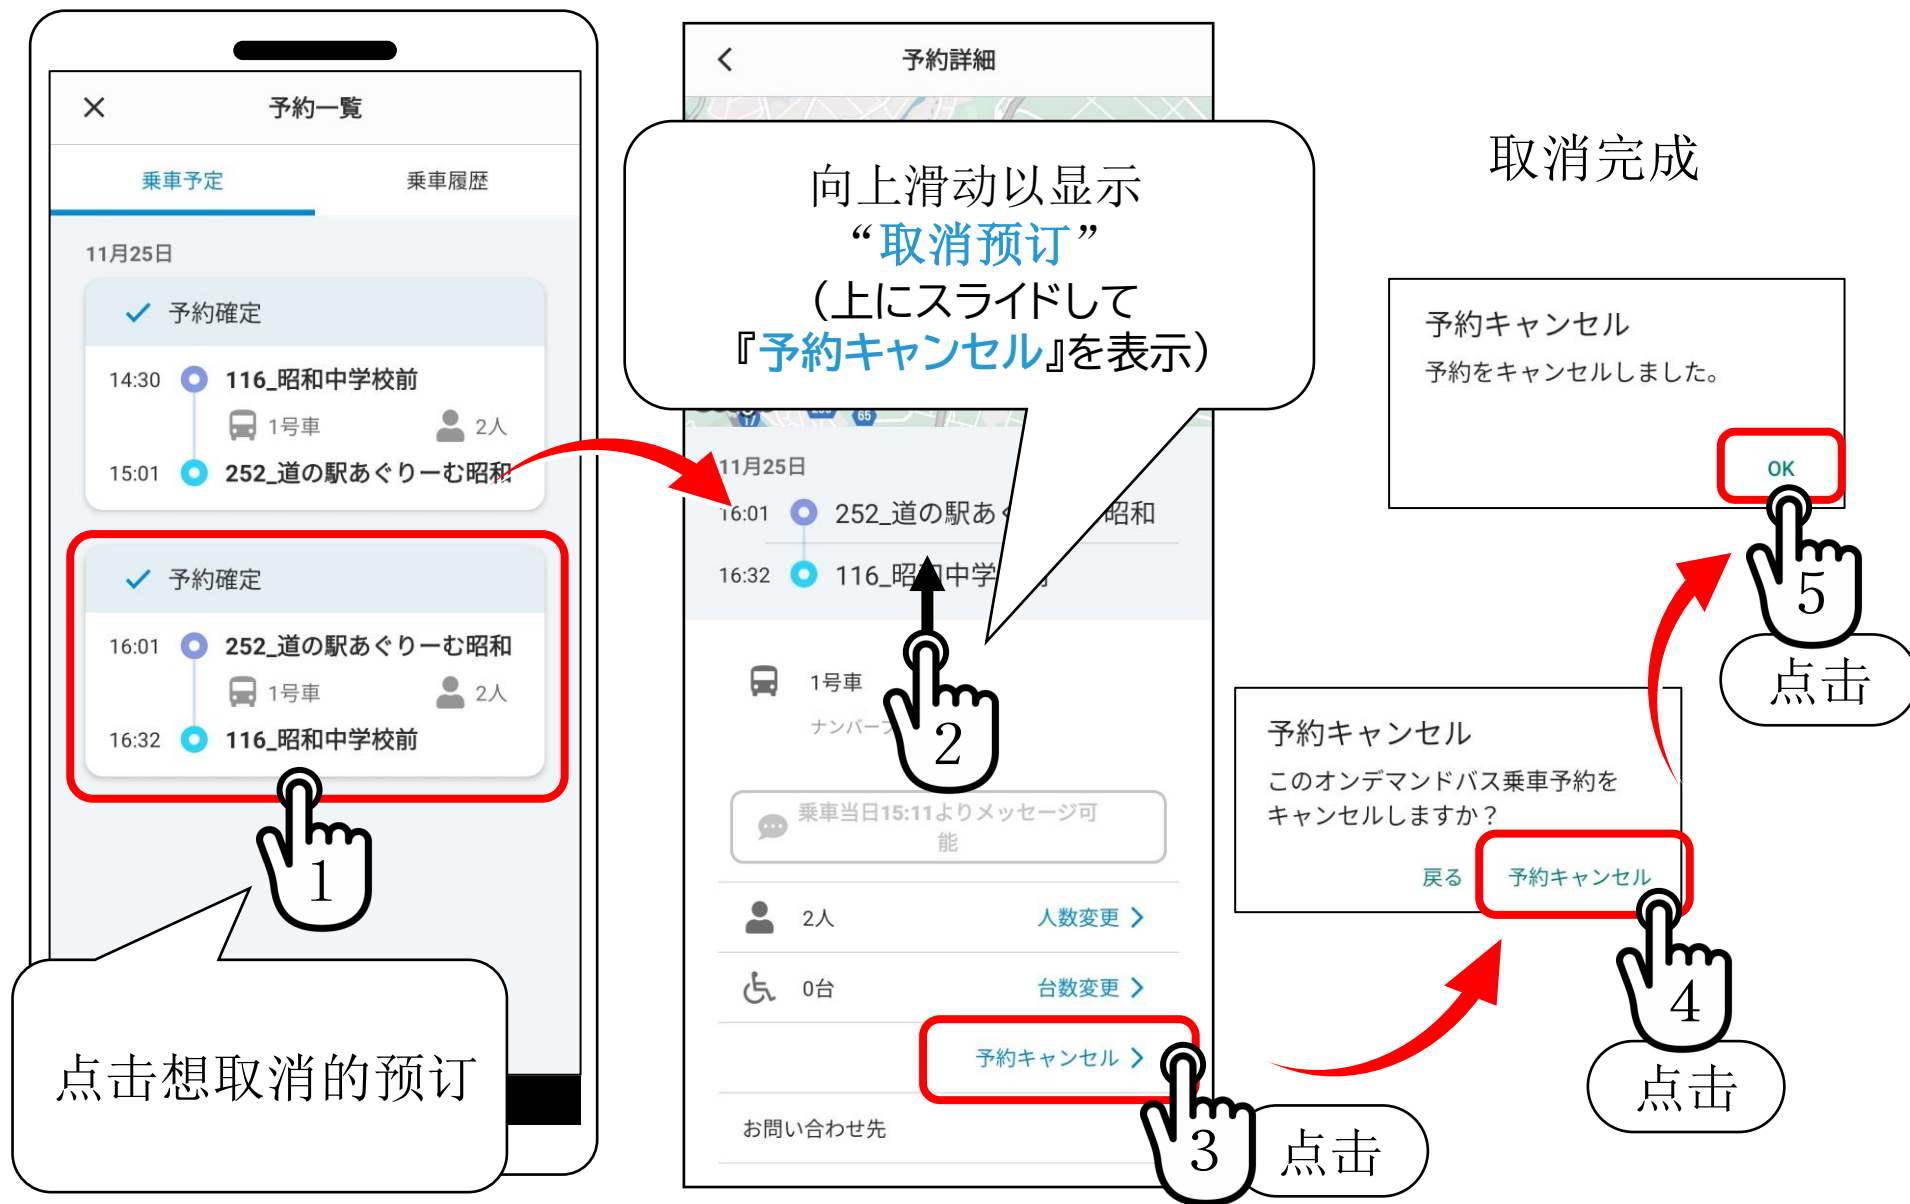 予約一覧
乗車予定
乗車履歴
11月25日
予約確定
14:30 116_昭和中学校前
1号車 2人
15:01 252_道の駅あぐりーむ昭和
予約確定
16:01 252_道の駅あぐりーむ昭和
1号車 2人
16:32 116_昭和中学校前
1
点击想取消的预订
予約詳細
向上滑动以显示
“取消预订”
（上にスライドして
『予約キャンセル』を表示）
17
65
11月25日
16:01 252_道の駅あ 昭和
16:32 116_昭 中学
1号車
ナンバー
2
乗車当日15:11よりメッセージ可
能
2人 人数変更
0台 台数変更
予約キャンセル
お問い合わせ先
3
点击
取消完成
予約キャンセル
予約をキャンセルしました。
OK
5
点击
予約キャンセル
このオンデマンドバス乗車予約を
キャンセルしますか？
戻る 予約キャンセル
4
点击